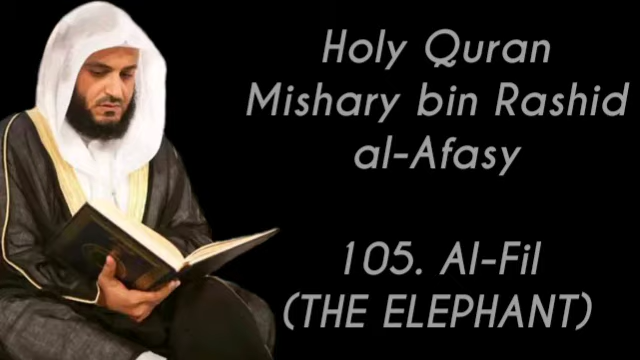 Holy Quran
Mishary bin Rashid
al-Afasy
105. Al-Fil
(THE ELEPHANT)